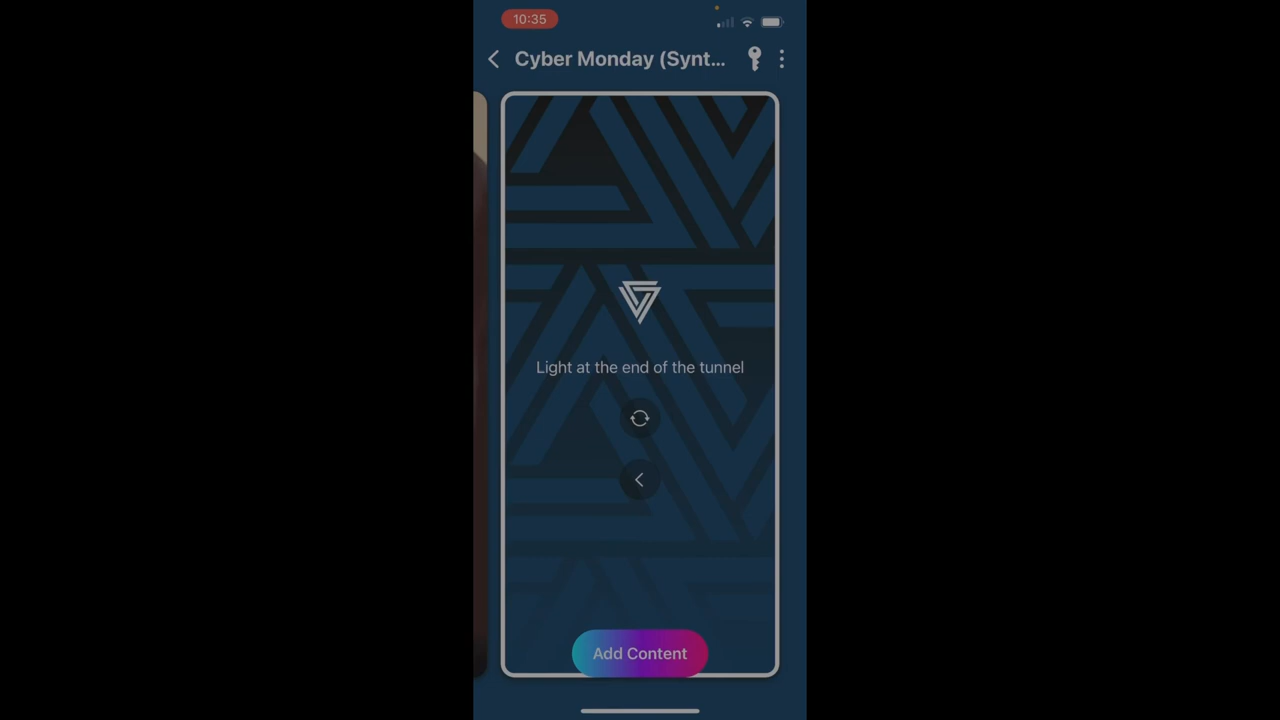 10:35
Cyber Monday (Synt...
Light at the end of the tunnel
Add Content